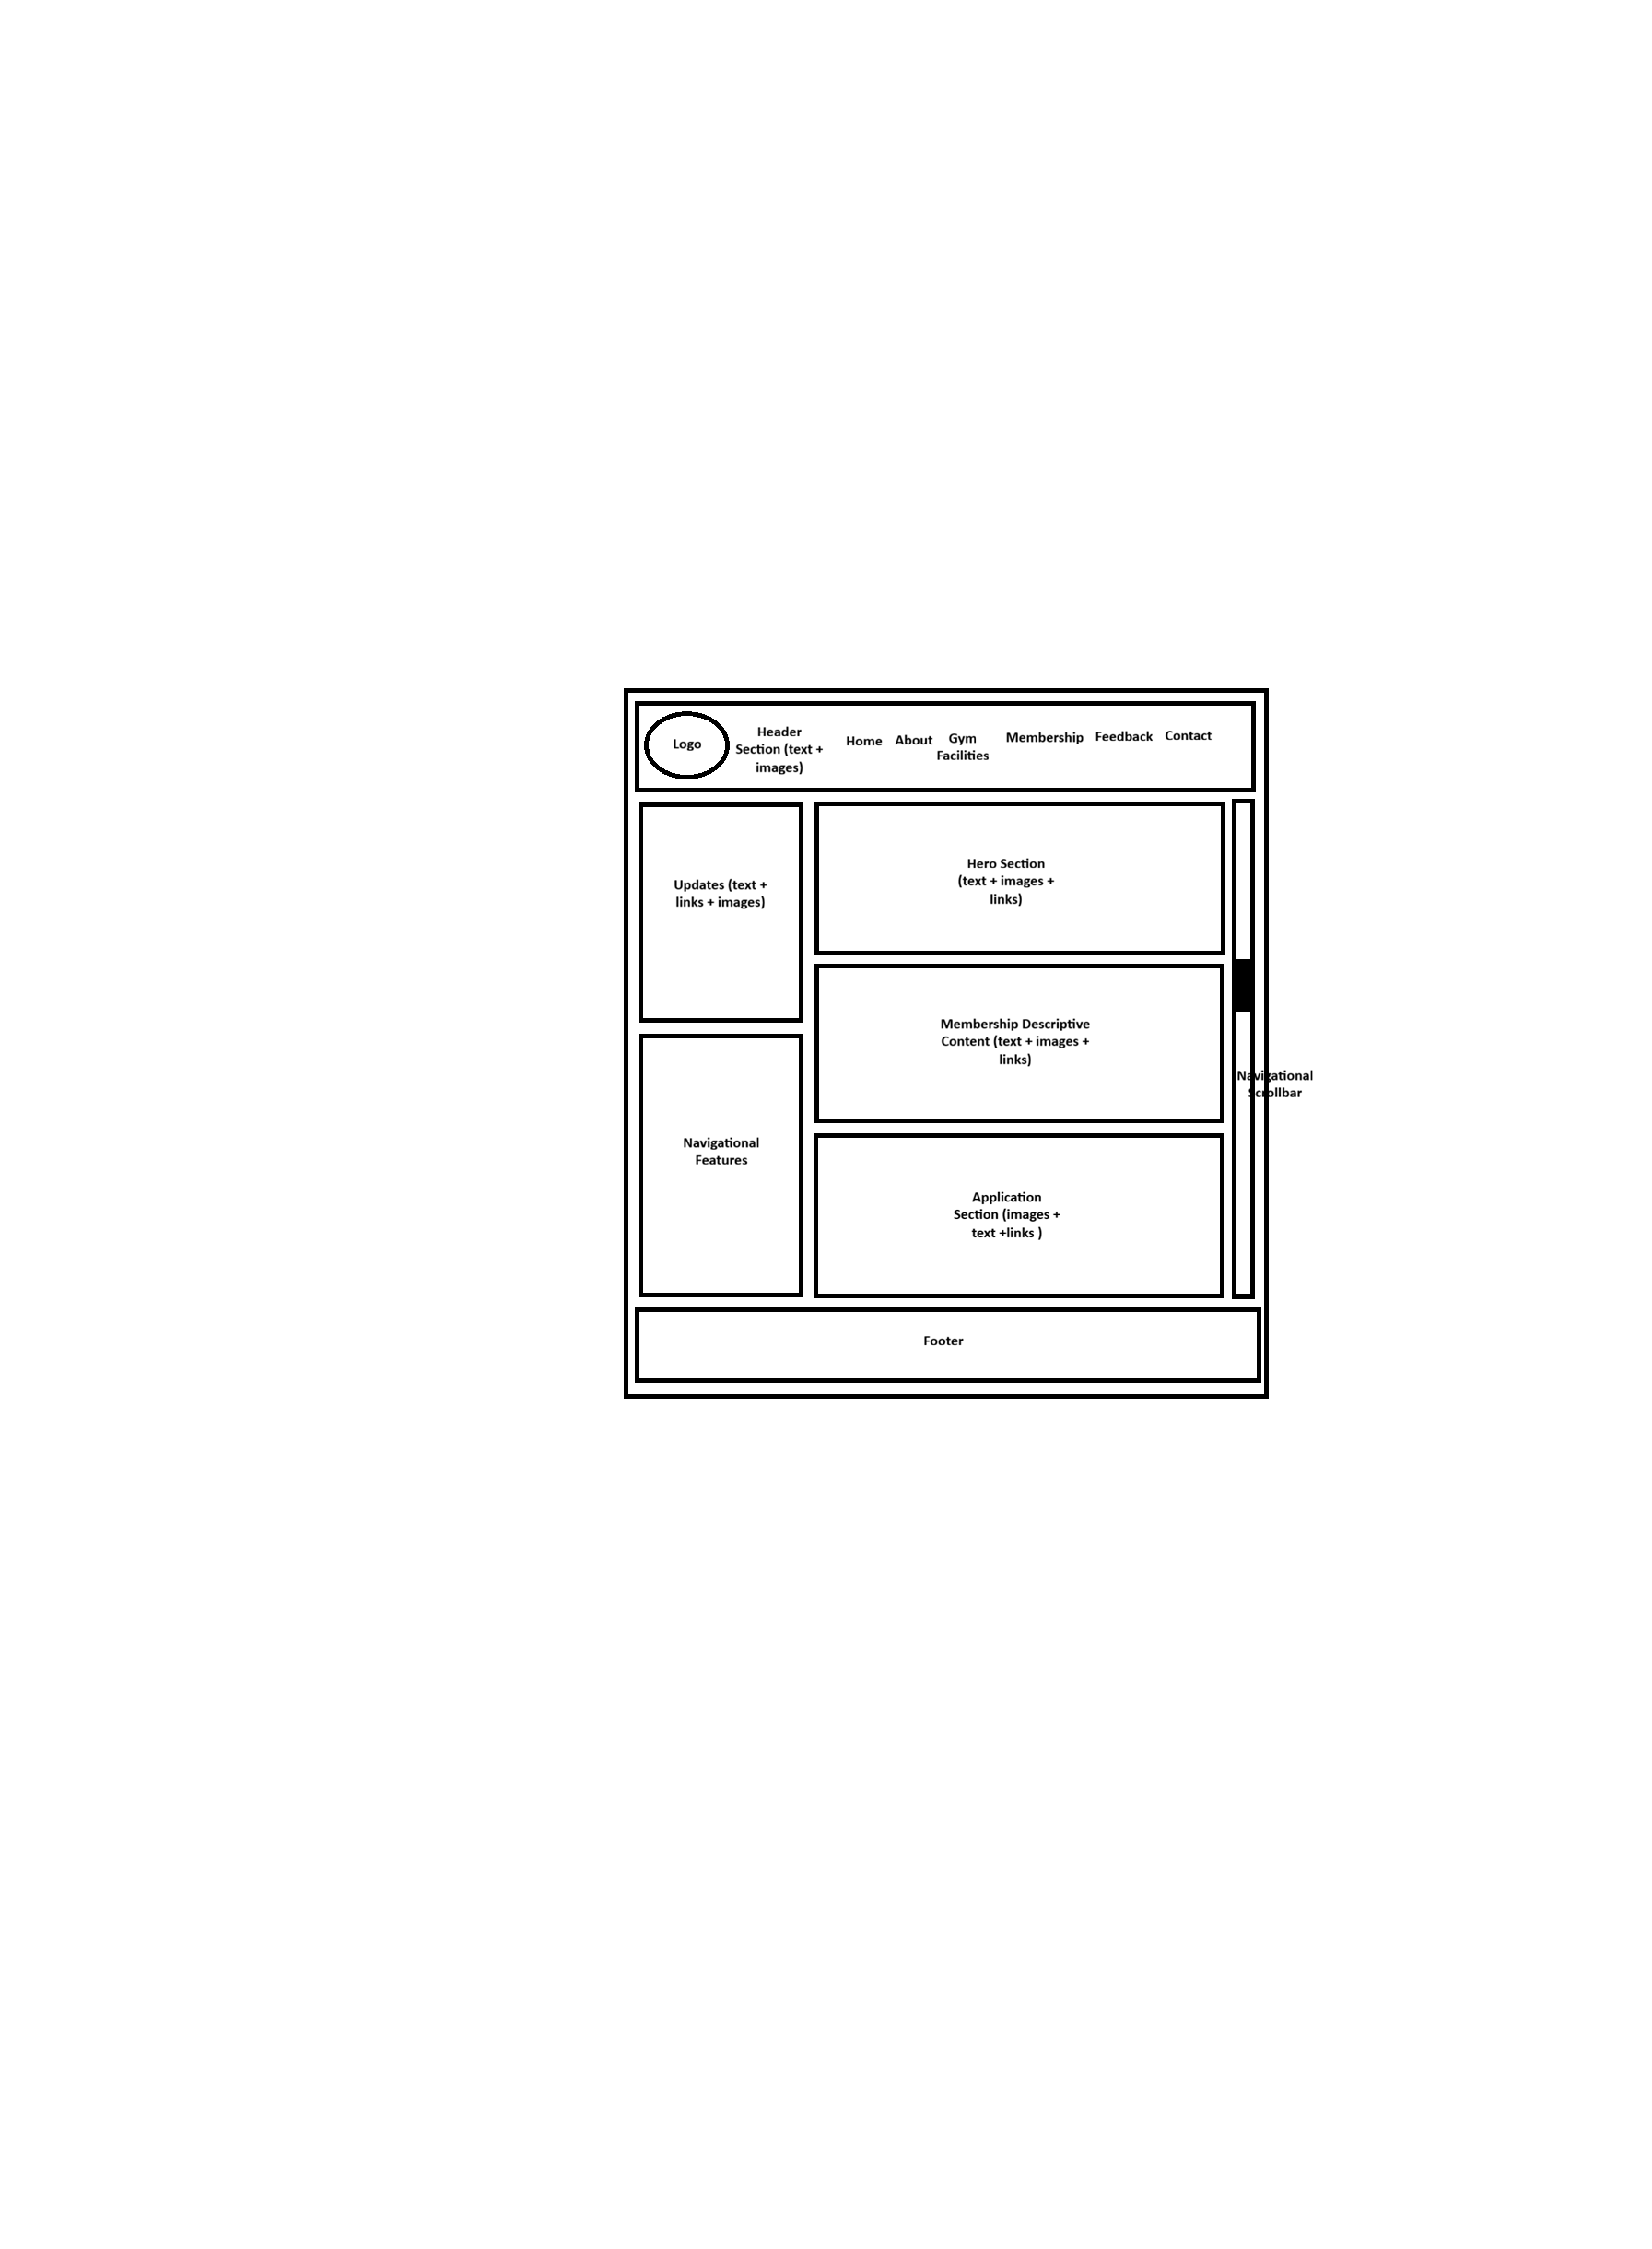 Logo
Header
Section (text +
images)
Home
About
Gym
Facilities
Membership
Feedback
Contact
Updates (text +
links + images)
Hero Section
(text + images +
links)
Membership Descriptive
Content (text + images +
links)
Navigational
Scrollbar
Navigational
Features
Application
Section (images +
text +links )
Footer